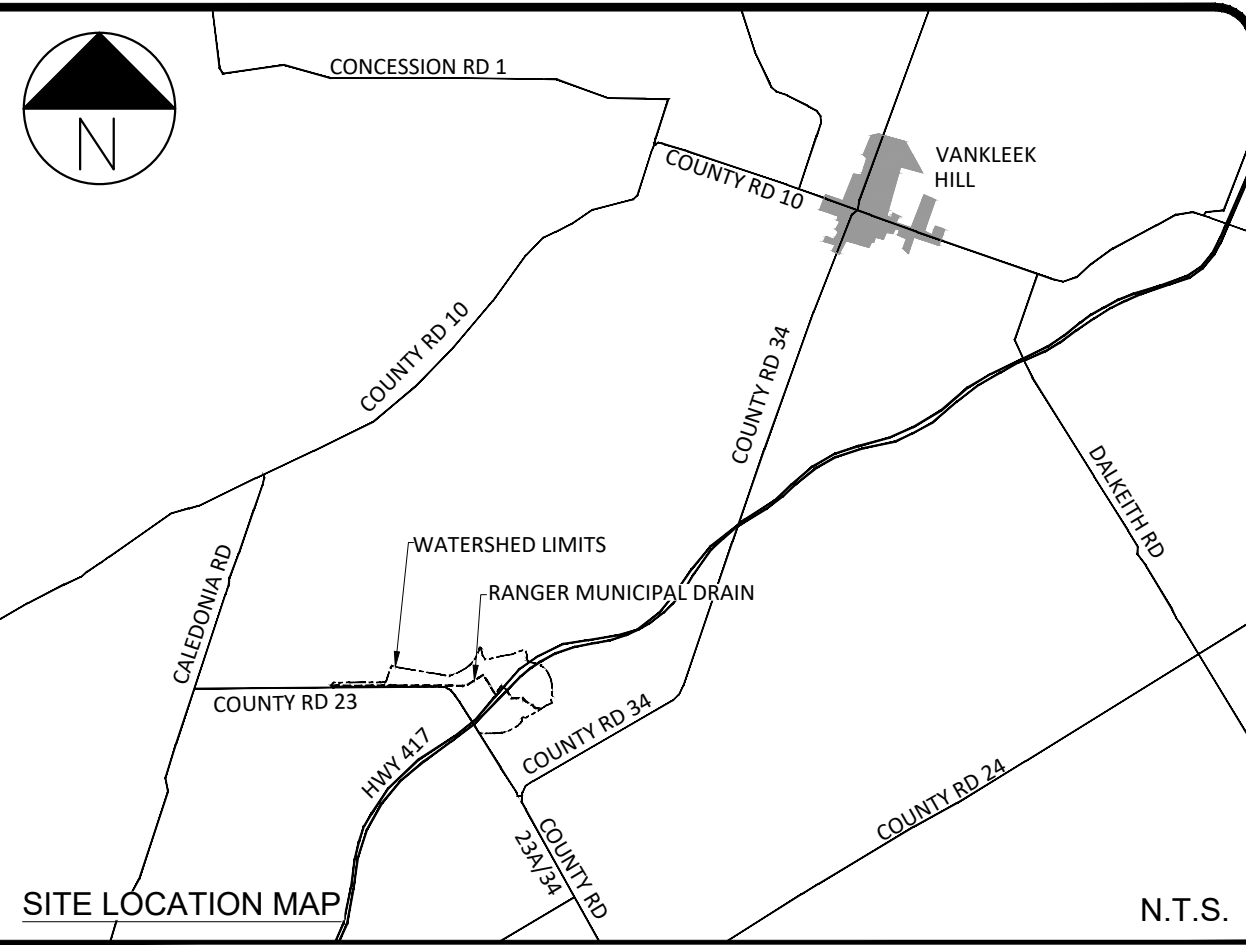 CONCESSION RD 1
N
COUNTY RD 10
VANKLEEK
HILL
COUNTY RD 10
COUNTY RD 34
DALKEITH RD
WATERSHED LIMITS
RANGER MUNICIPAL DRAIN
CALEDONIA RD
COUNTY RD 23
COUNTY RD 34
HWY 417
COUNTY RD 24
COUNTY RD
23A/34
SITE LOCATION MAP
N.T.S.